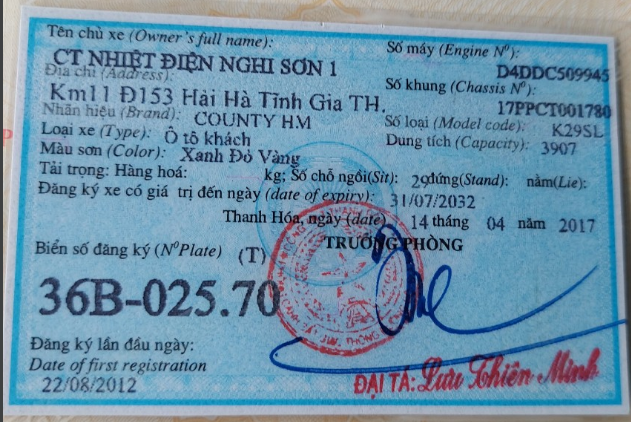 Tên chủ xe (Owner's full name):
CT NHIỆT ĐIỆN NGHI SƠN 1
Địa chỉ (Address):
Km11 Đ153 Hải Hà Tĩnh Gia TH.
Nhãn hiệu (Brand): COUNTY HM
Loại xe (Type): Ô tô khách
Màu sơn (Color): Xanh Đỏ Vàng
Số máy (Engine Nº):
D4DDC509945
Số khung (Chassis Nº):
17PPCT001780
Số loại (Model code): K29SL
Dung tích (Capacity): 3907
Tải trọng: Hàng hoá: kg; Số chỗ ngồi(Sit): 29 đứng(Stand): nằm(Lie):
Đăng ký xe có giá trị đến ngày (date of expiry): 31/07/2032
Thanh Hóa, ngày (date) 14 tháng 04 năm 2017
Biển số đăng ký (NºPlate) (T)
36B-025.70
TRƯỞNG PHÒNG
Đăng ký lần đầu ngày:
Date of first registration
22/08/2012
ĐẠI TÁ: Lưu Thiên Minh